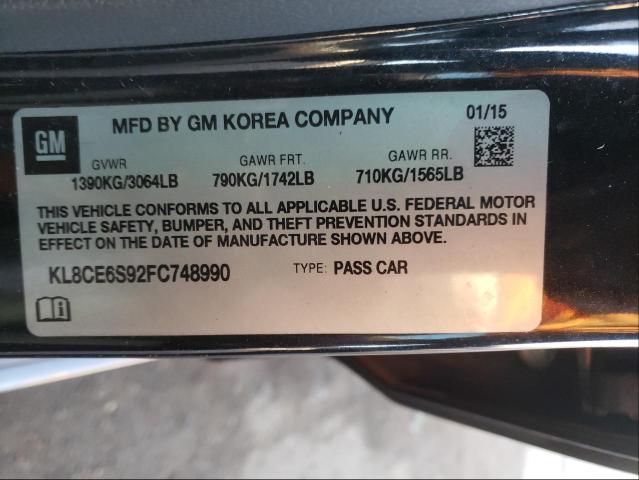 GM
MFD BY GM KOREA COMPANY
01/15
GVWR GAWR FRT. GAWR RR.
1390KG/3064LB 790KG/1742LB 710KG/1565LB
THIS VEHICLE CONFORMS TO ALL APPLICABLE U.S. FEDERAL MOTOR
VEHICLE SAFETY, BUMPER, AND THEFT PREVENTION STANDARDS IN
EFFECT ON THE DATE OF MANUFACTURE SHOWN ABOVE.
KL8CE6S92FC748990 TYPE: PASS CAR